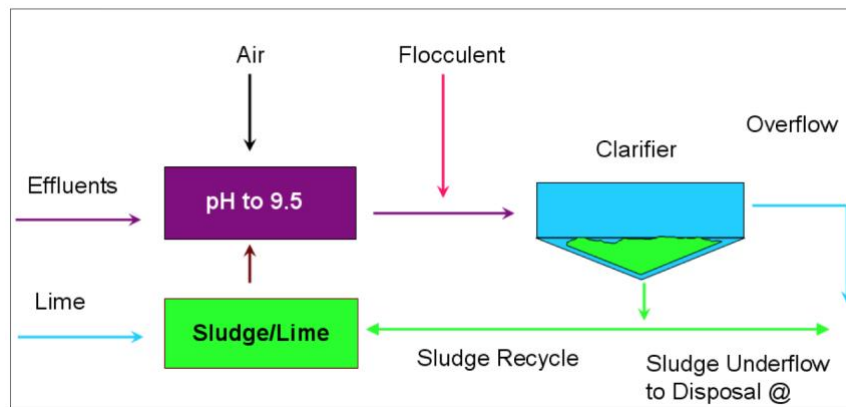 Air
Flocculent
Overflow
Clarifier
Effluents
pH to 9.5
Lime
Sludge/Lime
Sludge Recycle
Sludge Underflow
to Disposal @